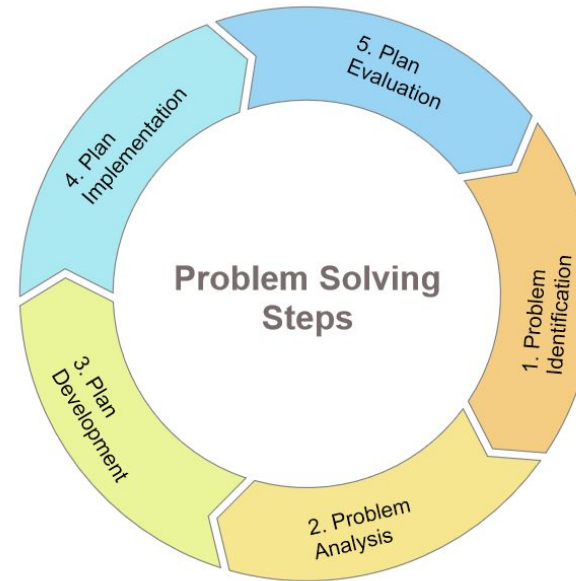 Problem Solving
Steps
1. Problem
Identification
2. Problem
Analysis
3. Plan
Development
4. Plan
Implementation
5. Plan
Evaluation